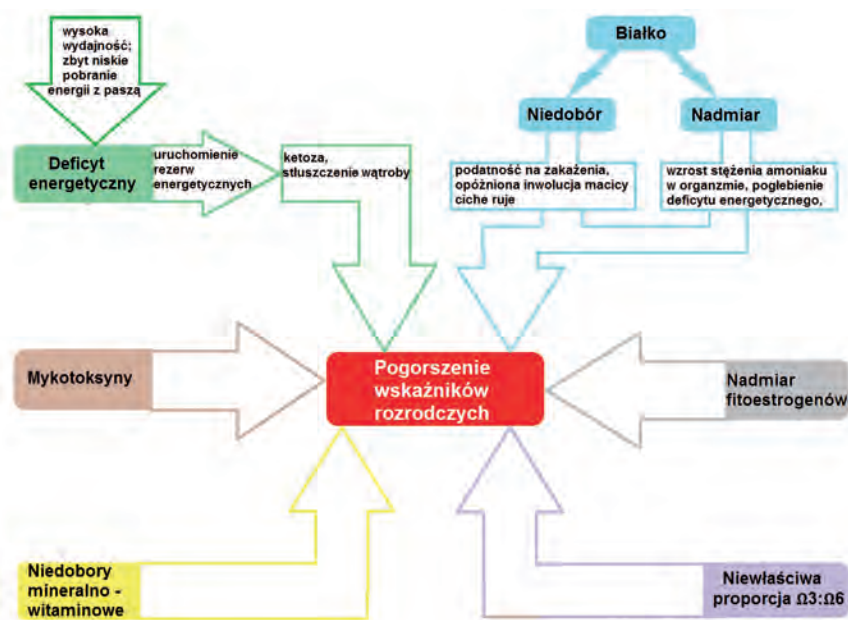 wysoka
wydajność;
zbyt niskie
pobranie
energii z paszą
Deficyt
energetyczny
uruchomienie
rezerw
energetycznych
ketoza,
stłuszczenie wątroby
Białko
Niedobór
Nadmiar
podatność na zakażenia,
opóżniona inwolucja macicy
ciche ruje
wzrost stężenia amoniaku
w organzmie, pogłebienie
deficytu energetycznego,
Mykotoksyny
Pogorszenie
wskaźników
rozrodczych
Nadmiar
fitoestrogenów
Niedobory
mineralno -
witaminowe
Niewłaściwa
proporcja Ω3:Ω6